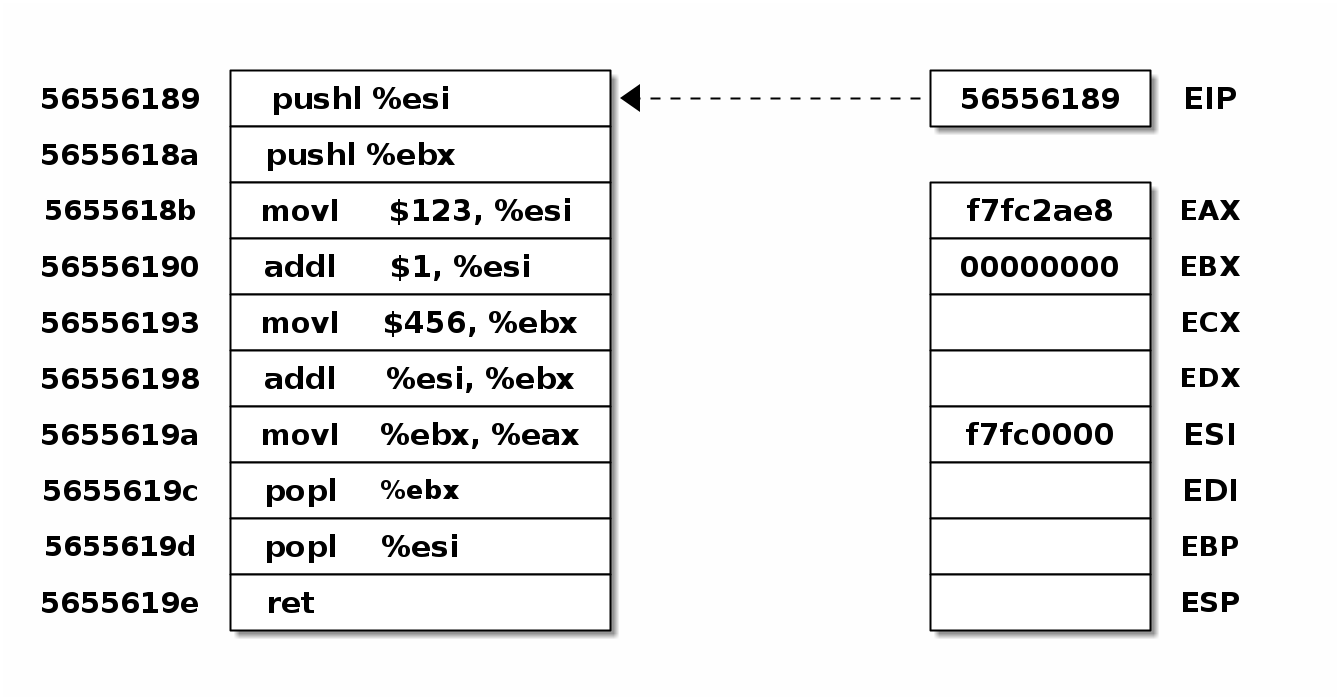 56556189 pushl %esi 56556189 EIP
5655618a pushl %ebx
5655618b movl $123, %esi f7fc2ae8 EAX
56556190 addl $1, %esi 00000000 EBX
56556193 movl $456, %ebx ECX
56556198 addl %esi, %ebx EDX
5655619a movl %ebx, %eax f7fc0000 ESI
5655619c popl %ebx EDI
5655619d popl %esi EBP
5655619e ret ESP